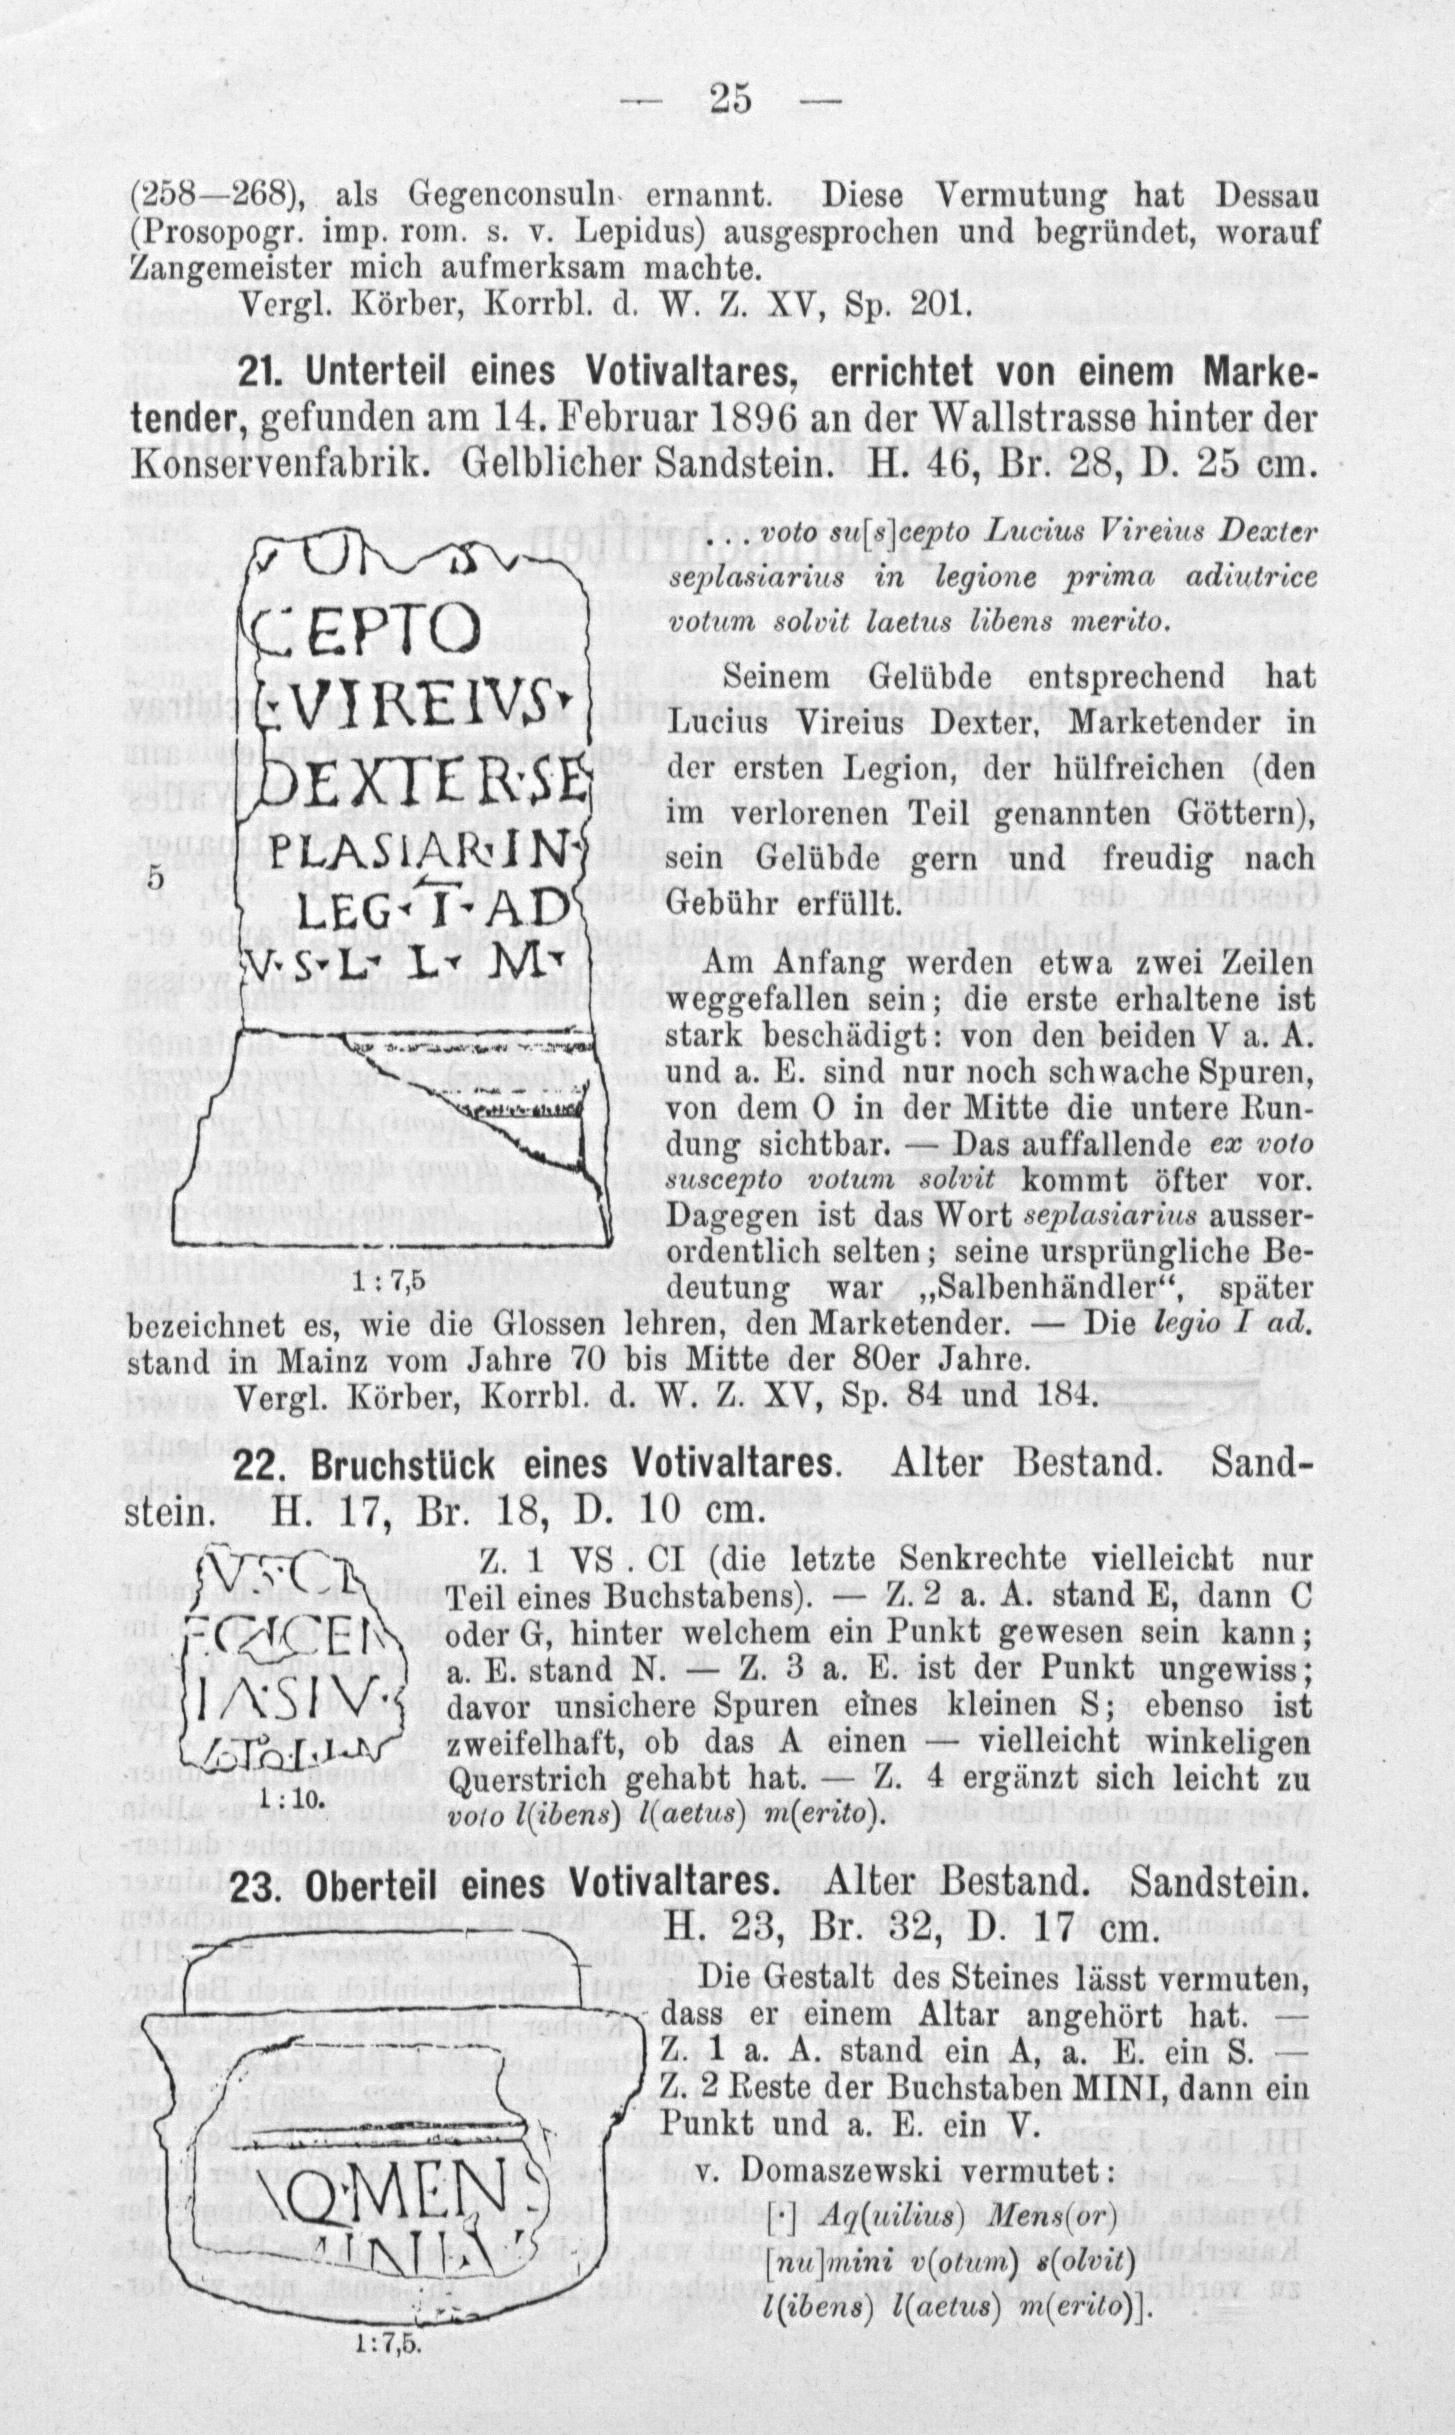 — 25 —
(258—268), als Gegenconsuln ernannt. Diese Vermutung hat Dessau
(Prosopogr. imp. rom. s. v. Lepidus) ausgesprochen und begründet, worauf
Zangemeister mich aufmerksam machte.
Vergl. Körber, Korrbl. d. W. Z. XV, Sp. 201.
21. Unterteil eines Votivaltares, errichtet von einem Marke-
tender, gefunden am 14. Februar 1896 an der Wallstrasse hinter der
Konservenfabrik. Gelblicher Sandstein. H. 46, Br. 28, D. 25 cm.
CEPTO
L·VIREIVS·
DEXTER·SE
PLASIAR·IN·
5
LEG·I·AD
V·S·L·L·M·
1 : 7,5
. . . voto su[s]cepto Lucius Vireius Dexter
seplasiarius in legione prima adiutrice
votum solvit laetus libens merito.
Seinem Gelübde entsprechend hat
Lucius Vireius Dexter, Marketender in
der ersten Legion, der hülfreichen (den
im verlorenen Teil genannten Göttern),
sein Gelübde gern und freudig nach
Gebühr erfüllt.
Am Anfang werden etwa zwei Zeilen
weggefallen sein; die erste erhaltene ist
stark beschädigt: von den beiden V a. A.
und a. E. sind nur noch schwache Spuren,
von dem O in der Mitte die untere Run-
dung sichtbar. — Das auffallende ex voto
suscepto votum solvit kommt öfter vor.
Dagegen ist das Wort seplasiarius ausser-
ordentlich selten; seine ursprüngliche Be-
deutung war „Salbenhändler“, später
bezeichnet es, wie die Glossen lehren, den Marketender. — Die legio I ad.
stand in Mainz vom Jahre 70 bis Mitte der 80er Jahre.
Vergl. Körber, Korrbl. d. W. Z. XV, Sp. 84 und 184.
22. Bruchstück eines Votivaltares. Alter Bestand. Sand-
stein. H. 17, Br. 18, D. 10 cm.
IA·SIV·
1 : 10.
Z. 1 VS . CI (die letzte Senkrechte vielleicht nur
Teil eines Buchstabens). — Z. 2 a. A. stand E, dann C
oder G, hinter welchem ein Punkt gewesen sein kann;
a. E. stand N. — Z. 3 a. E. ist der Punkt ungewiss;
davor unsichere Spuren eines kleinen S; ebenso ist
zweifelhaft, ob das A einen — vielleicht winkeligen
Querstrich gehabt hat. — Z. 4 ergänzt sich leicht zu
voto l(ibens) l(aetus) m(erito).
23. Oberteil eines Votivaltares. Alter Bestand. Sandstein.
H. 23, Br. 32, D. 17 cm.
Q·MEN
1:7,5.
Die Gestalt des Steines lässt vermuten,
dass er einem Altar angehört hat. —
Z. 1 a. A. stand ein A, a. E. ein S. —
Z. 2 Reste der Buchstaben MINI, dann ein
Punkt und a. E. ein V.
v. Domaszewski vermutet:
[·] Aq(uilius) Mens(or)
[nu]mini v(otum) s(olvit)
l(ibens) l(aetus) m(erito)].